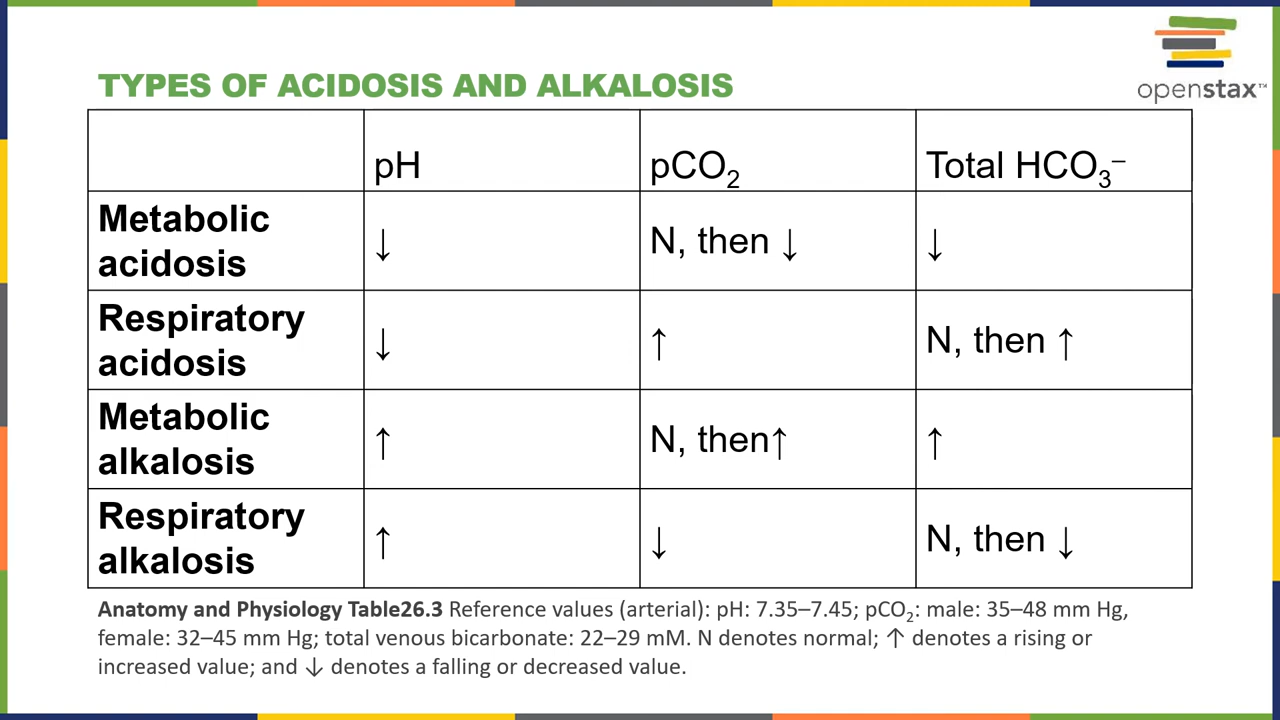 openstax™
TYPES OF ACIDOSIS AND ALKALOSIS
pH pCO₂ Total HCO₃⁻
Metabolic
acidosis
↓ N, then ↓ ↓
Respiratory
acidosis
↓ ↑ N, then ↑
Metabolic
alkalosis
↑ N, then↑ ↑
Respiratory
alkalosis
↑ ↓ N, then ↓
Anatomy and Physiology Table26.3 Reference values (arterial): pH: 7.35–7.45; pCO₂: male: 35–48 mm Hg,
female: 32–45 mm Hg; total venous bicarbonate: 22–29 mM. N denotes normal; ↑ denotes a rising or
increased value; and ↓ denotes a falling or decreased value.